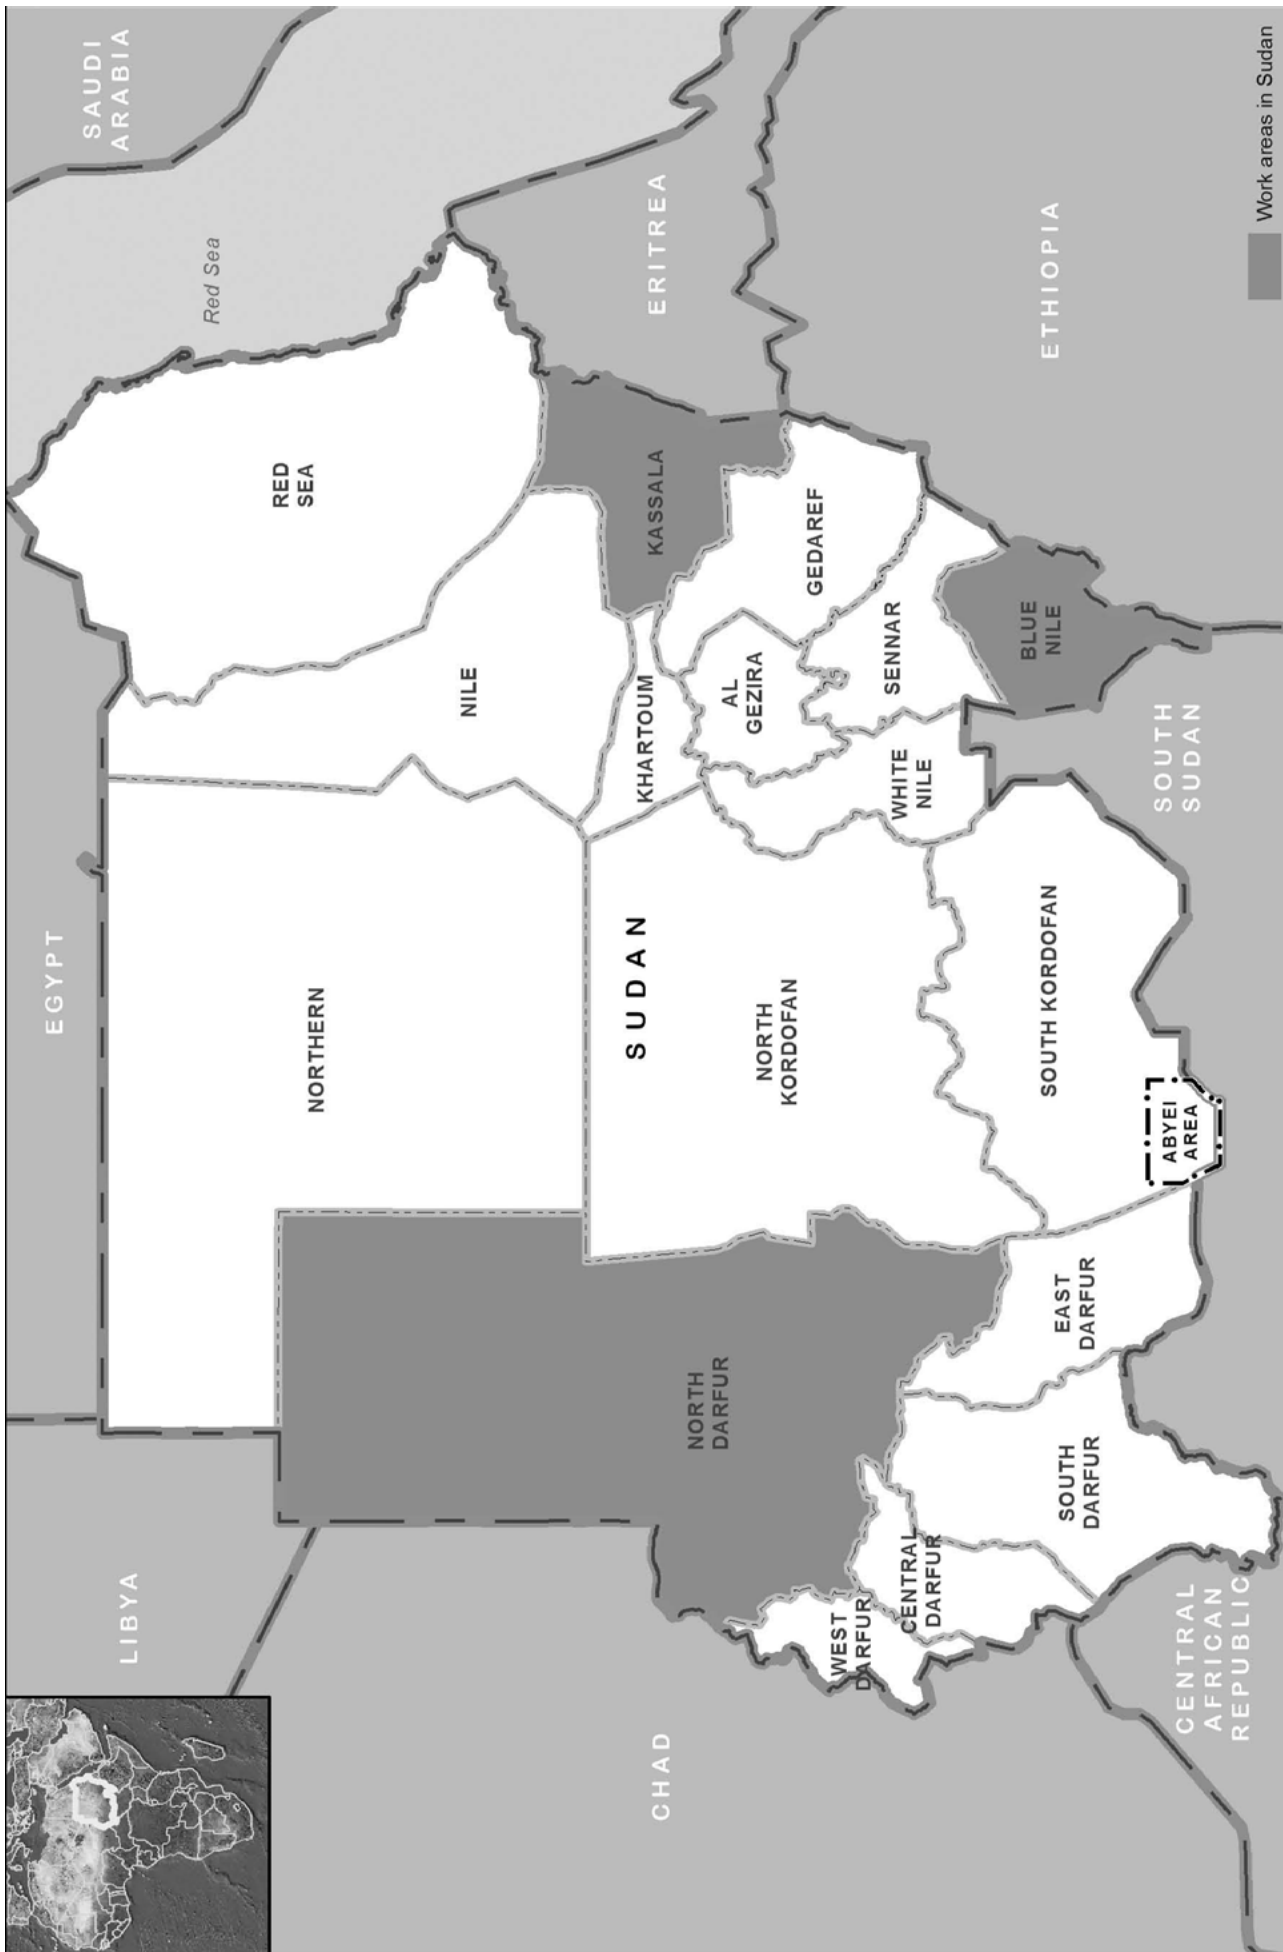 SAUDI
ARABIA
EGYPT
LIBYA
Red Sea
RED
SEA
NORTHERN
NILE
ERITREA
KASSALA
KHARTOUM
SUDAN
NORTH
KORDOFAN
NORTH
DARFUR
CHAD
AL
GEZIRA
GEDAREF
SENNAR
WHITE
NILE
BLUE
NILE
ETHIOPIA
SOUTH KORDOFAN
EAST
DARFUR
SOUTH
DARFUR
CENTRAL
DARFUR
WEST
DARFUR
ABYEI
AREA
SOUTH
SUDAN
CENTRAL
AFRICAN
REPUBLIC
Work areas in Sudan